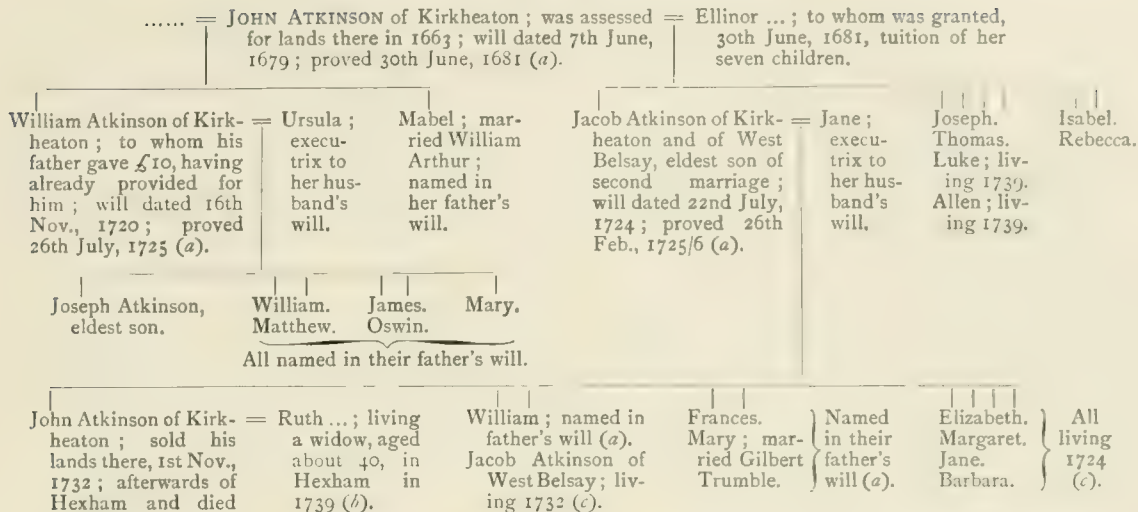 ...... = JOHN ATKINSON of Kirkheaton ; was assessed for lands there in 1663 ; will dated 7th June, 1679 ; proved 30th June, 1681 (a). = Ellinor ... ; to whom was granted, 30th June, 1681, tuition of her seven children.
William Atkinson of Kirk-
heaton ; to whom his
father gave £10, having
already provided for
him ; will dated 16th
Nov., 1720 ; proved
26th July, 1725 (a).
= Ursula ;
execu-
trix to
her hus-
band's
will.
Mabel ; mar-
ried William
Arthur ;
named in
her father's
will.
Jacob Atkinson of Kirk-
heaton and of West
Belsay, eldest son of
second marriage ;
will dated 22nd July,
1724 ; proved 26th
Feb., 1725/6 (a).
= Jane ;
execu-
trix to
her hus-
band's
will.
Joseph.
Thomas.
Luke ; liv-
ing 1739.
Allen ; liv-
ing 1739.
Isabel.
Rebecca.
Joseph Atkinson,
eldest son.
William.
Matthew.
James.
Oswin.
Mary.
All named in their father's will.
John Atkinson of Kirk-
heaton ; sold his
lands there, 1st Nov.,
1732 ; afterwards of
Hexham and died
= Ruth ... ; living
a widow, aged
about 40, in
Hexham in
1739 (b).
William ; named in
father's will (a).
Jacob Atkinson of
West Belsay ; liv-
ing 1732 (c).
Frances.
Mary ; mar-
ried Gilbert
Trumble.
Named
in their
father's
will (a).
Elizabeth.
Margaret.
Jane.
Barbara.
All
living
1724
(c).